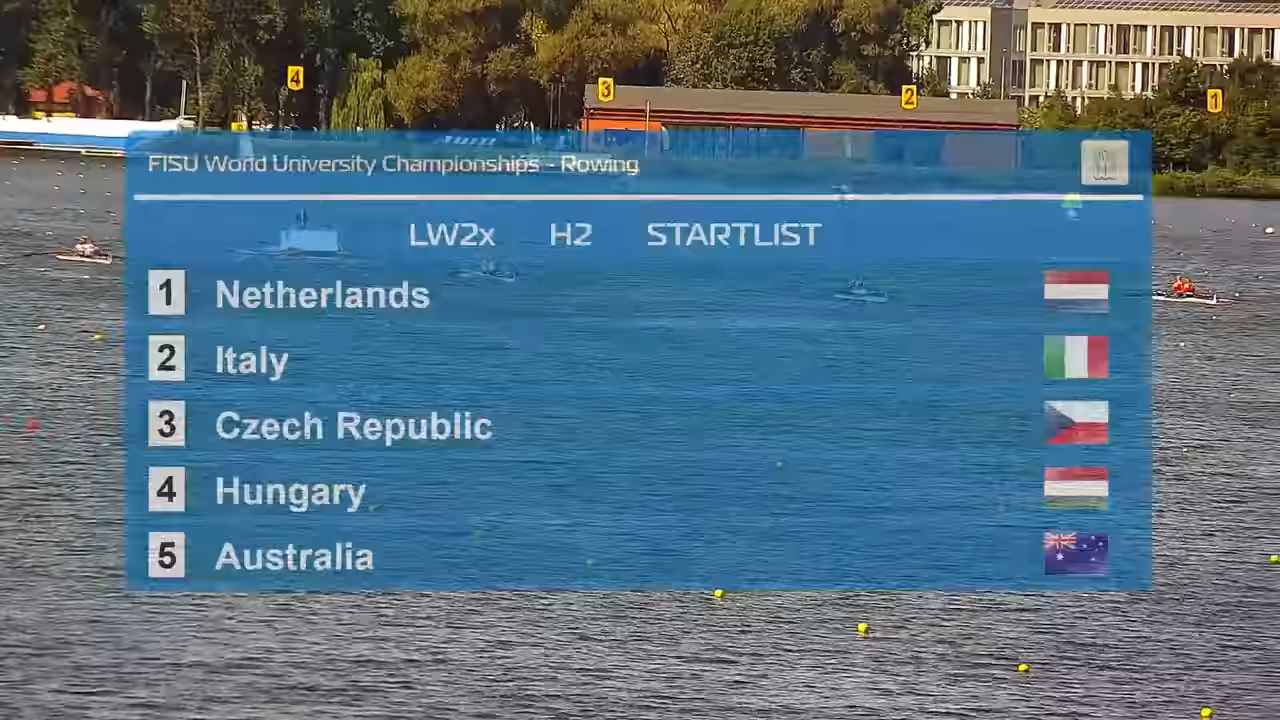 4
3
2
1
FISU World University Championships - Rowing
LW2x H2 STARTLIST
1 Netherlands
2 Italy
3 Czech Republic
4 Hungary
5 Australia